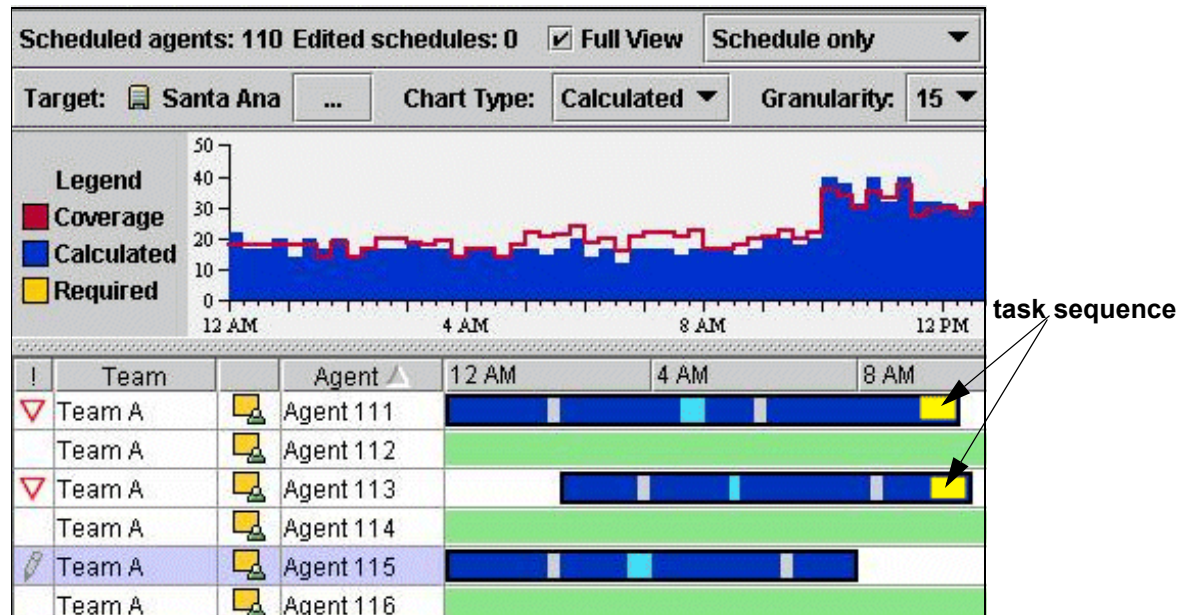 Scheduled agents: 110 Edited schedules: 0 Full View Schedule only
Target: Santa Ana ... Chart Type: Calculated Granularity: 15
Legend
Coverage
Calculated
Required
50
40
30
20
10
0
12 AM 4 AM 8 AM 12 PM
task sequence
! Team Agent 12 AM 4 AM 8 AM
Team A Agent 111
Team A Agent 112
Team A Agent 113
Team A Agent 114
Team A Agent 115
Team A Agent 116